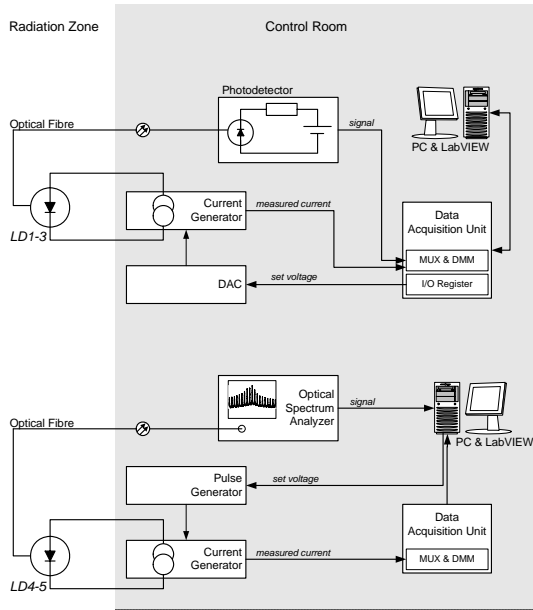 Radiation Zone
Control Room
Photodetector
Optical Fibre
signal
PC & LabVIEW
LD1-3
Current
Generator
measured current
Data
Acquisition Unit
MUX & DMM
I/O Register
DAC
set voltage
Optical
Spectrum
Analyzer
signal
Optical Fibre
PC & LabVIEW
Pulse
Generator
set voltage
LD4-5
Current
Generator
measured current
Data
Acquisition Unit
MUX & DMM